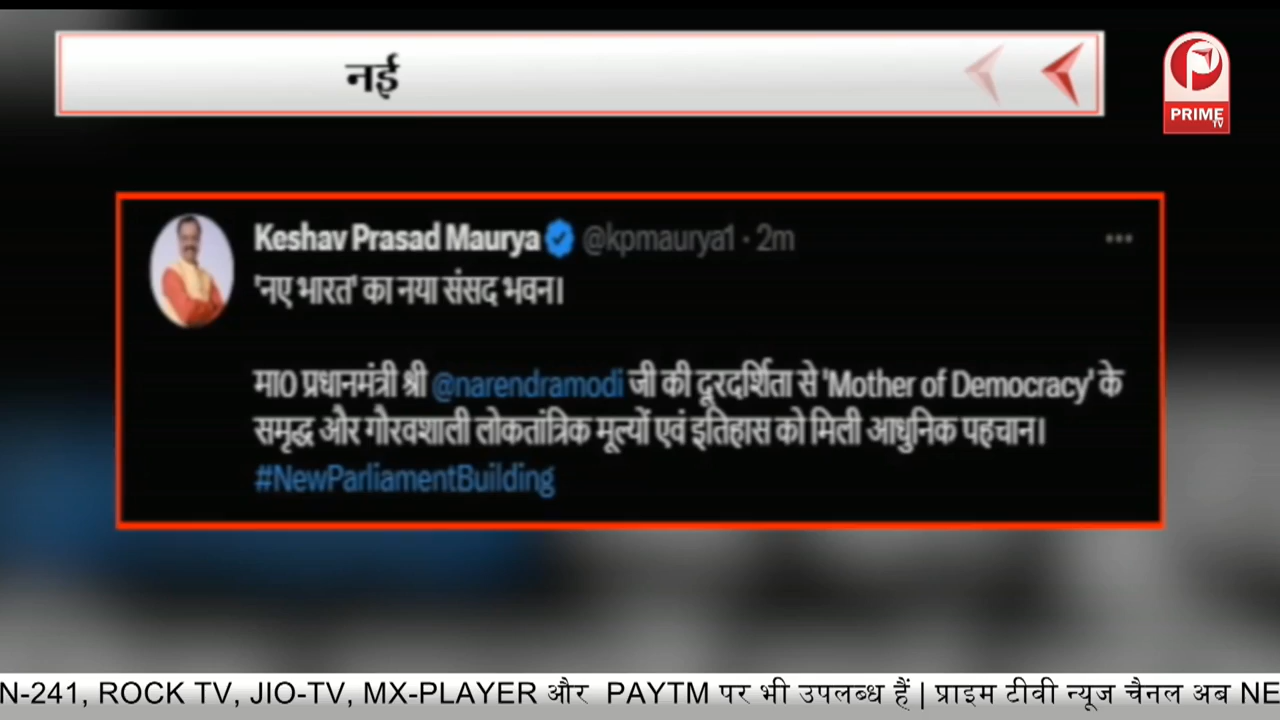 नई
PRIME
TV
Keshav Prasad Maurya @kpmaurya1 · 2m
'नए भारत' का नया संसद भवन।
मा0 प्रधानमंत्री श्री @narendramodi जी की दूरदर्शिता से 'Mother of Democracy' के
समृद्ध और गौरवशाली लोकतांत्रिक मूल्यों एवं इतिहास को मिली आधुनिक पहचान।
#NewParliamentBuilding
N-241, ROCK TV, JIO-TV, MX-PLAYER और PAYTM पर भी उपलब्ध हैं | प्राइम टीवी न्यूज चैनल अब NE